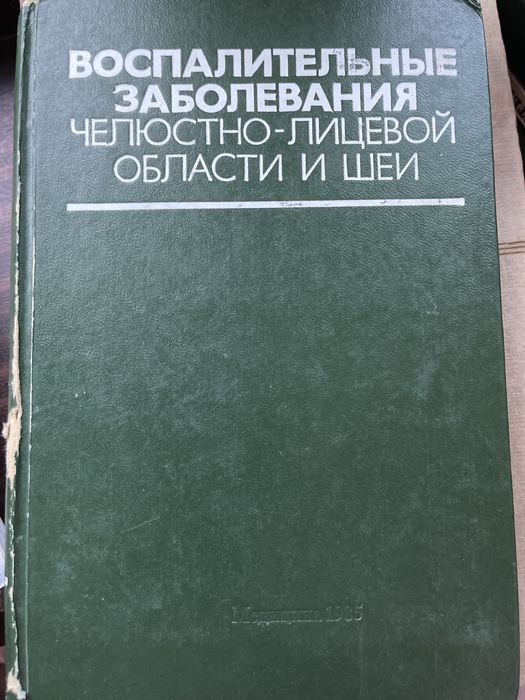 ВОСПАЛИТЕЛЬНЫЕ
ЗАБОЛЕВАНИЯ
ЧЕЛЮСТНО-ЛИЦЕВОЙ
ОБЛАСТИ И ШЕИ
Медицина 1985